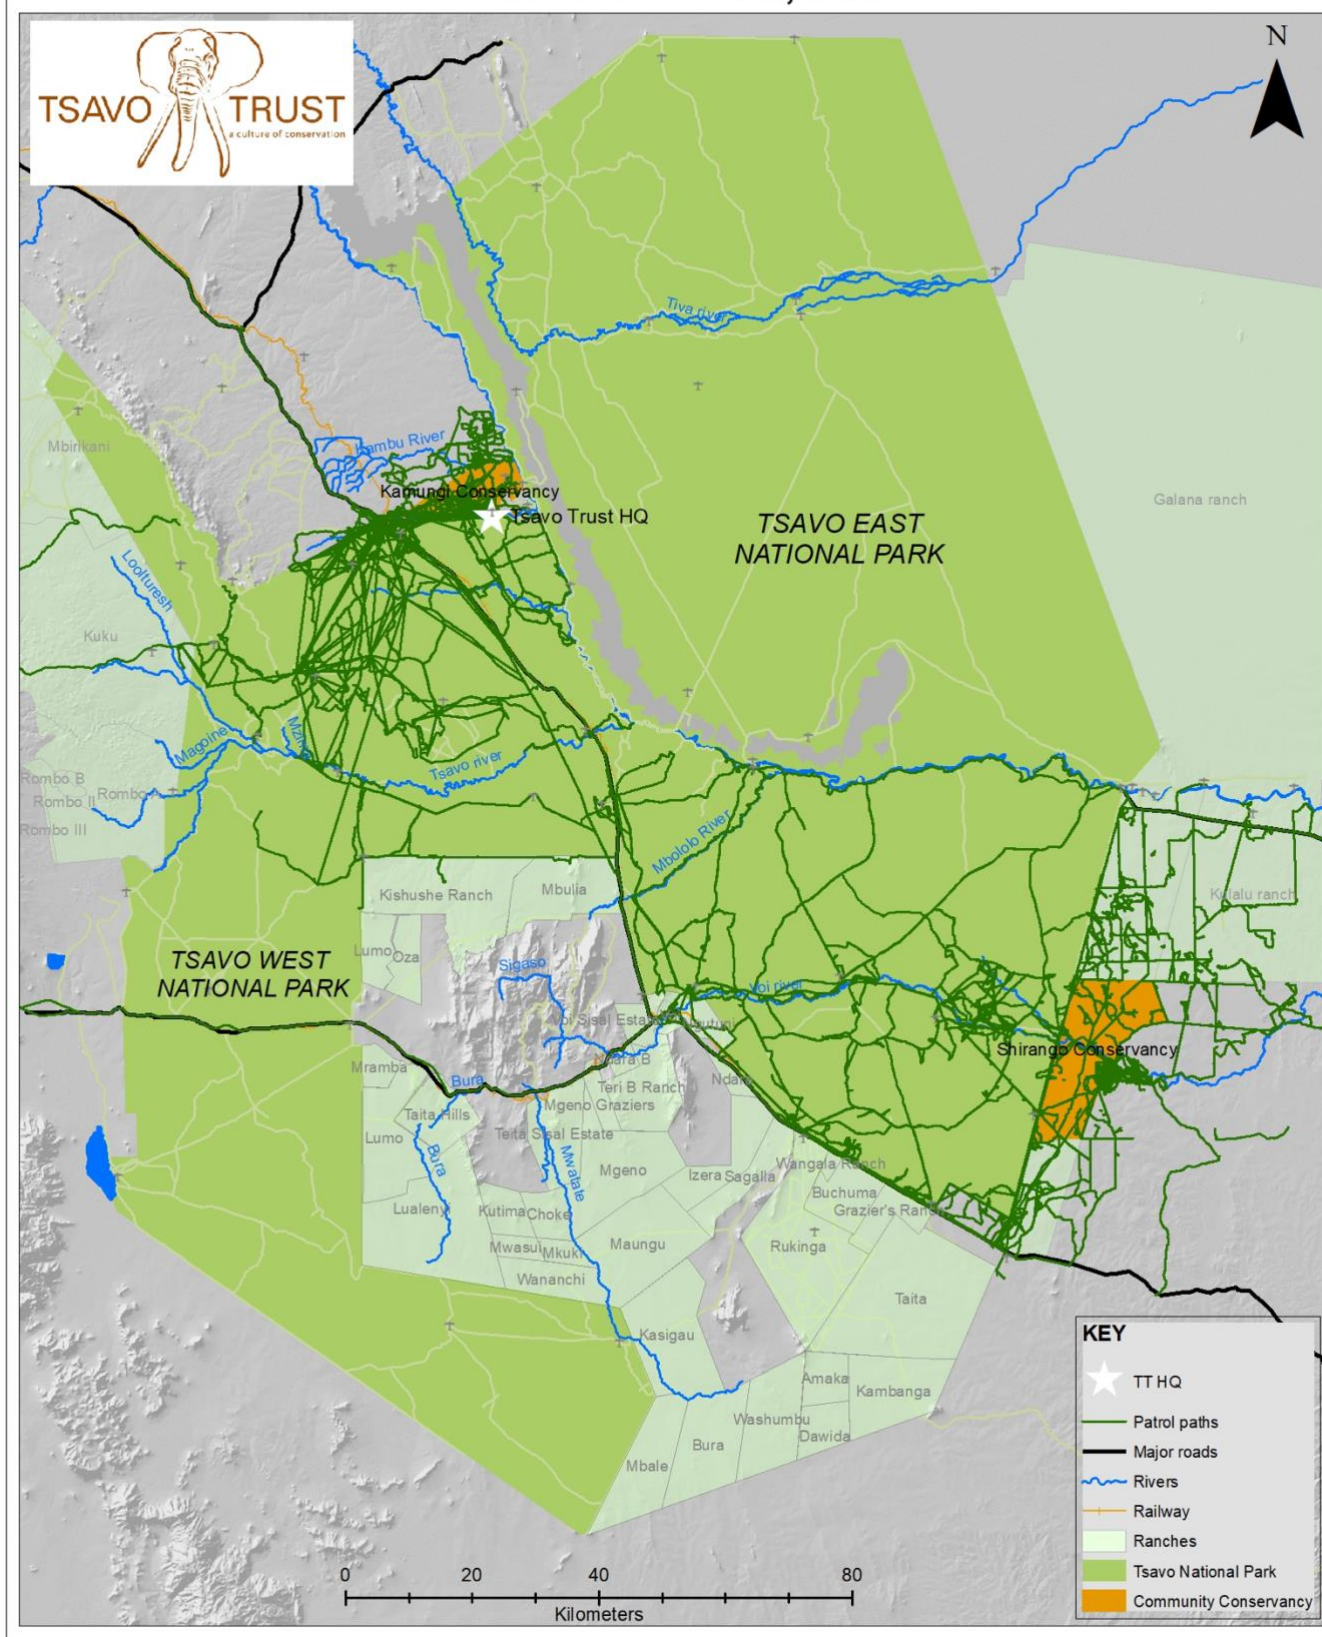 TSAVO TRUST
a culture of conservation
N
Tiva river
Mbirikani
Kambu River
Kamungi Conservancy
Tsavo Trust HQ
Galana ranch
TSAVO EAST
NATIONAL PARK
Loolturesh
Kuku
Magoine
Tsavo river
Rombo B
Rombo II
Rombo A
Rombo III
Mbololo River
Kishushe Ranch
Mbulia
Kulalu ranch
Lumo
Oza
TSAVO WEST
NATIONAL PARK
Sigaso
Voi river
Voi Sisal Estate
Shirango Conservancy
Mramba
Bura
Teri B Ranch
Taita Hills
Mgeno Graziers
Lumo
Teita Sisal Estate
Bura
Mwatate
Mgeno
Izera
Sagalla
Wangala Ranch
Buchuma
Grazier's Ranch
Lualenyi
Kutima
Choke
Mwasui
Mkuki
Maungu
Rukinga
Wananchi
Taita
Kasigau
Amaka
Kambanga
Washumbu
Dawida
Bura
Mbale
KEY
TT HQ
Patrol paths
Major roads
Rivers
Railway
Ranches
Tsavo National Park
Community Conservancy
0 20 40 80
Kilometers